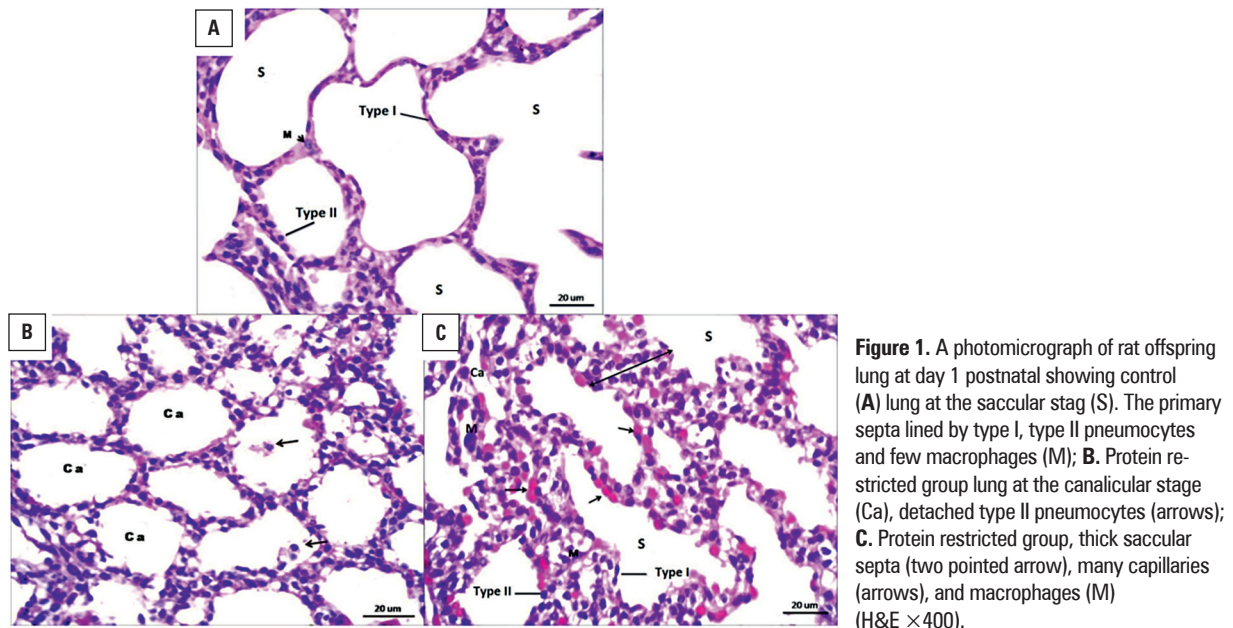 A
S
Type I
S
M
Type II
S
20 um
B
Ca
Ca
Ca
20 um
C
S
Ca
M
S
M
Type I
Type II
20 um
Figure 1. A photomicrograph of rat offspring
lung at day 1 postnatal showing control
(A) lung at the saccular stag (S). The primary
septa lined by type I, type II pneumocytes
and few macrophages (M); B. Protein re-
stricted group lung at the canalicular stage
(Ca), detached type II pneumocytes (arrows);
C. Protein restricted group, thick saccular
septa (two pointed arrow), many capillaries
(arrows), and macrophages (M)
(H&E ×400).